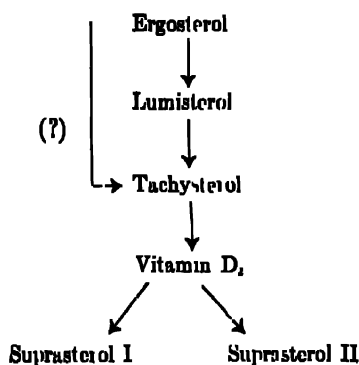 Ergosterol
Lumisterol
(?)
Tachysterol
Vitamin D₂
Suprasterol I Suprasterol II